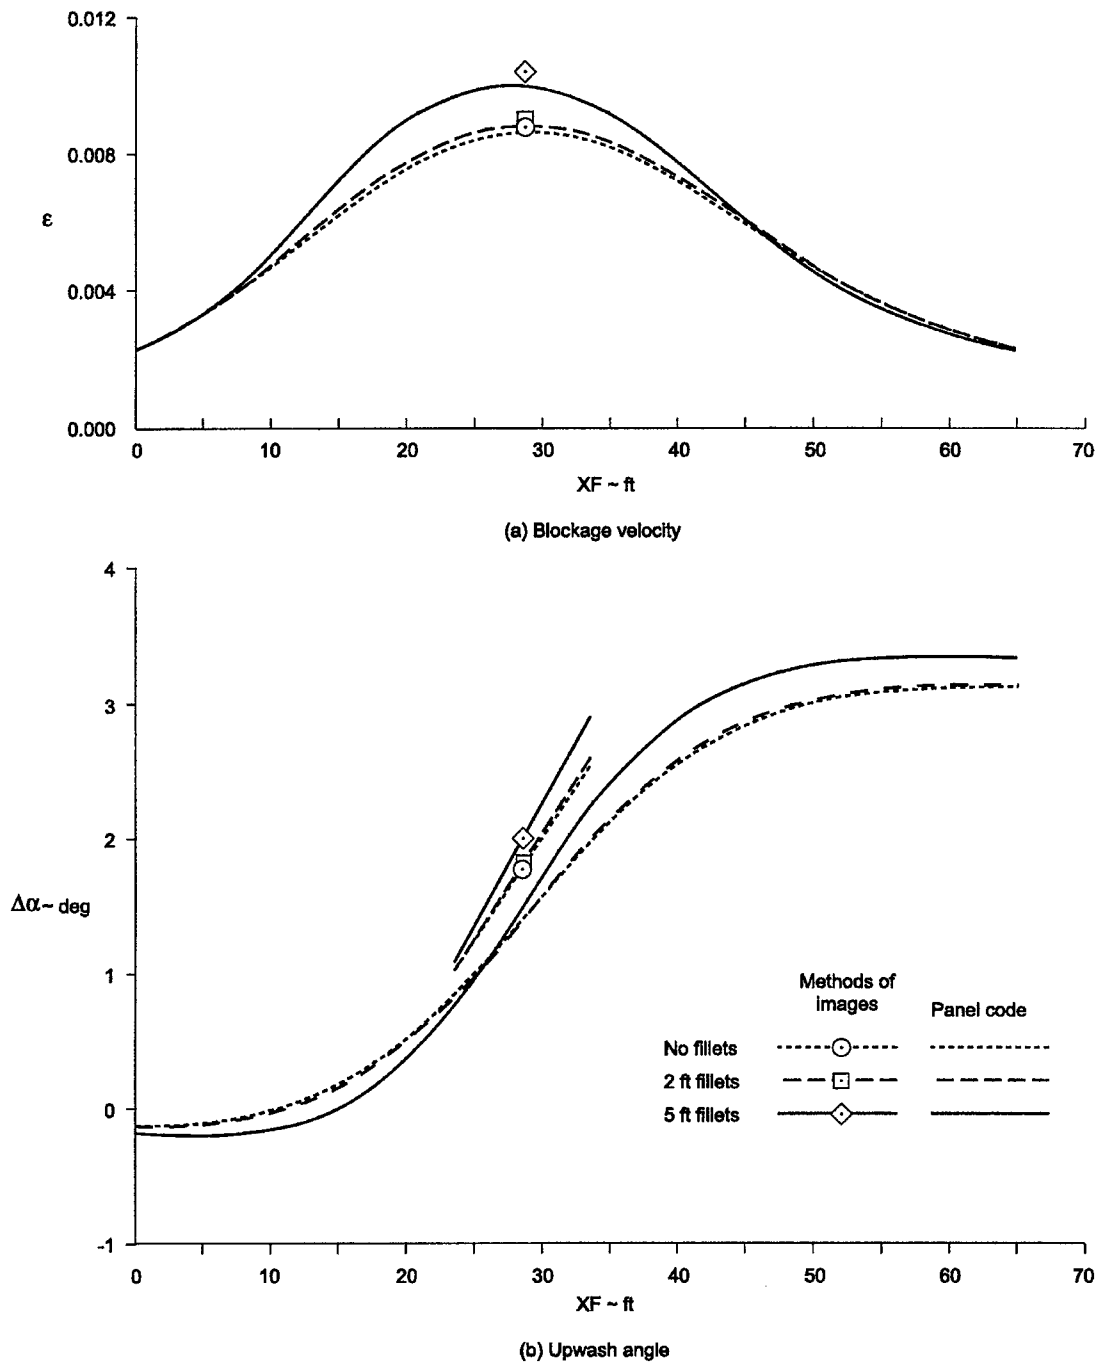 0.012
0.008
ε
0.004
0.000
0 10 20 30 40 50 60 70
XF ~ ft
(a) Blockage velocity
4
3
2
Δα ~ deg
1
0
-1
Methods of images Panel code
No fillets
2 ft fillets
5 ft fillets
0 10 20 30 40 50 60 70
XF ~ ft
(b) Upwash angle